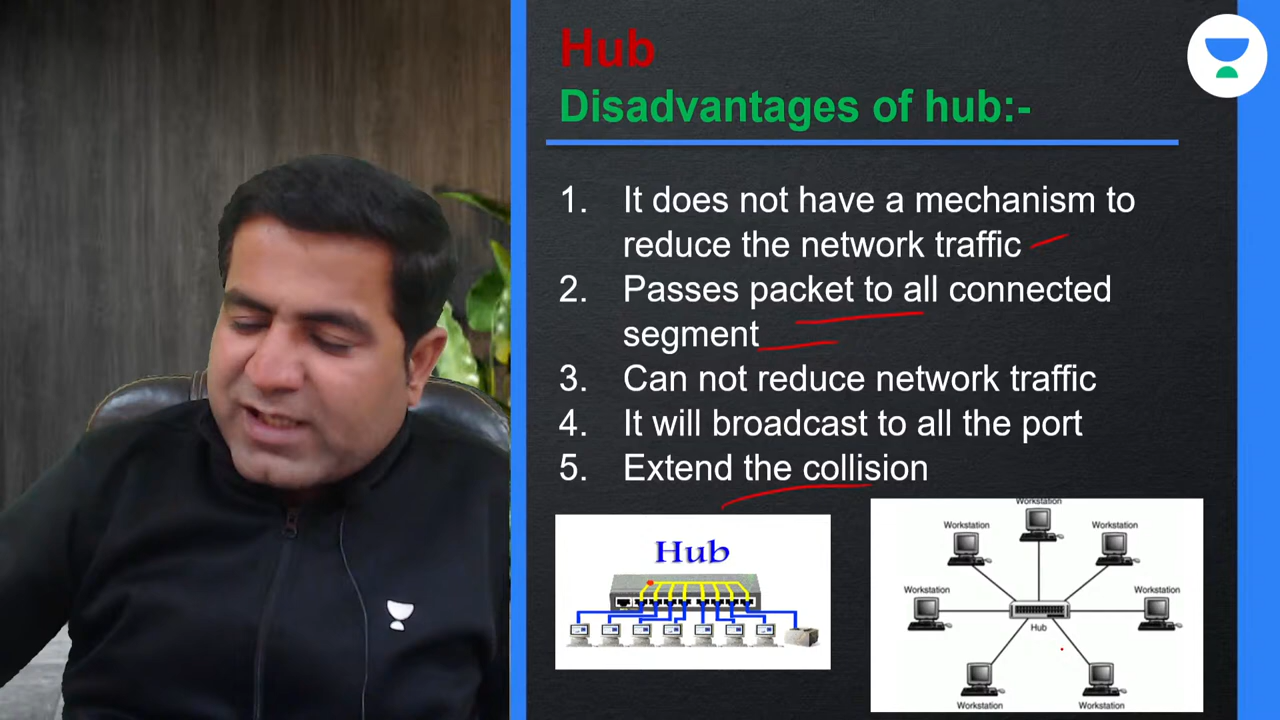 Hub
Disadvantages of hub:-
1. It does not have a mechanism to
reduce the network traffic
2. Passes packet to all connected
segment
3. Can not reduce network traffic
4. It will broadcast to all the port
5. Extend the collision
Hub
Workstation
Workstation
Workstation
Workstation
Workstation
Hub
Workstation
Workstation